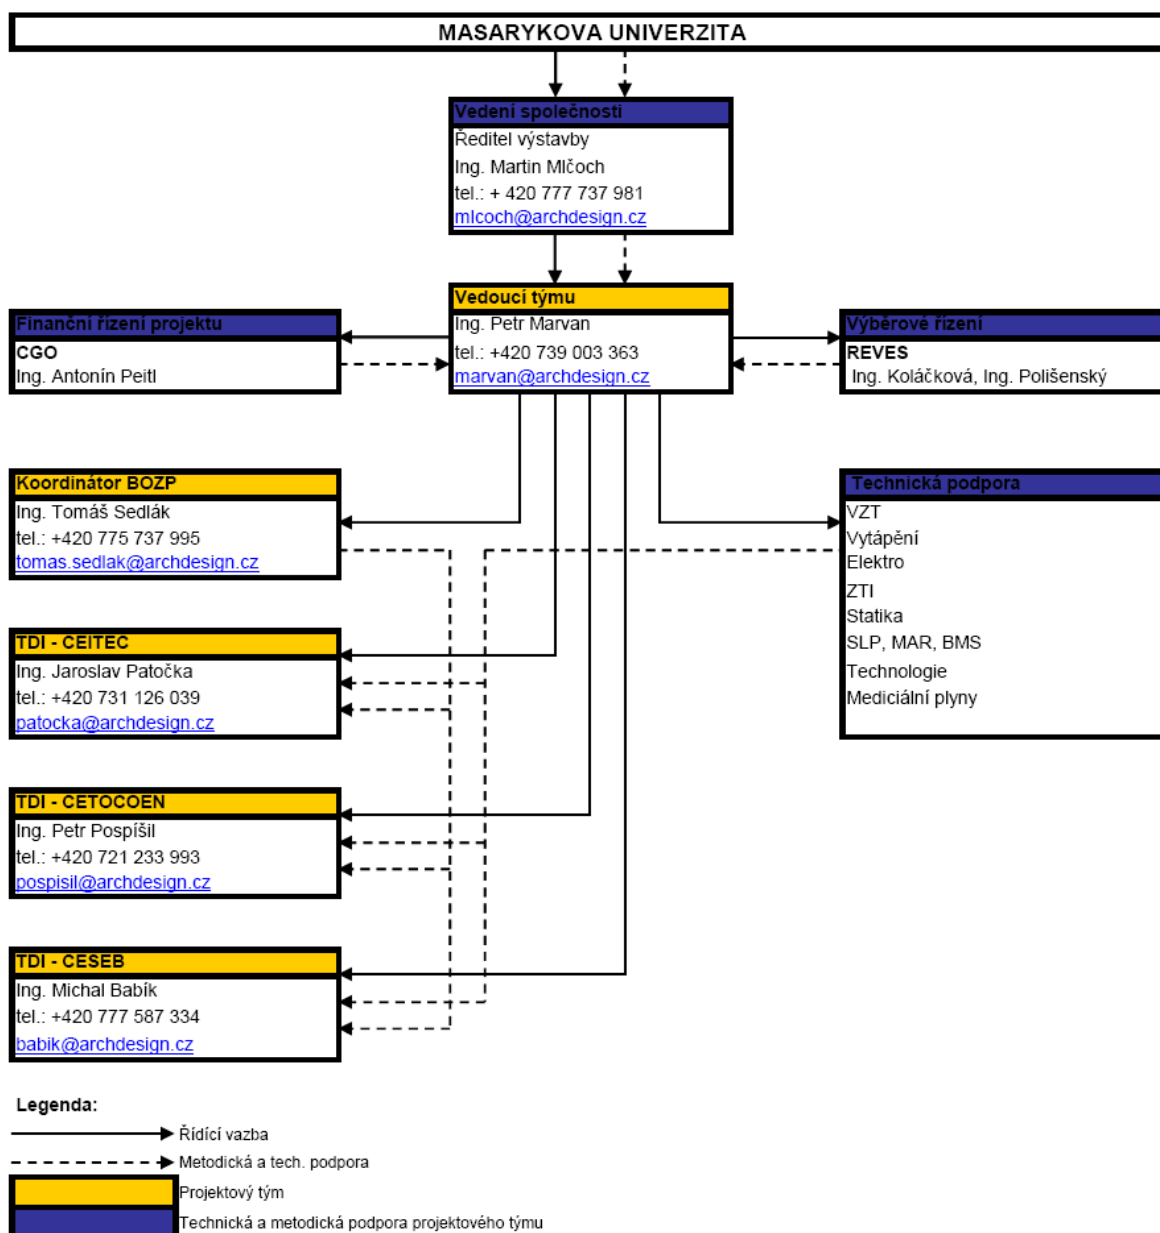 MASARYKOVA UNIVERZITA
Vedení společnosti
Ředitel výstavby
Ing. Martin Mlčoch
tel.: + 420 777 737 981
mlcoch@archdesign.cz
Vedoucí týmu
Ing. Petr Marvan
tel.: +420 739 003 363
marvan@archdesign.cz
Finanční řízení projektu
CGO
Ing. Antonín Peitl
Výběrové řízení
REVES
Ing. Koláčková, Ing. Polišenský
Koordinátor BOZP
Ing. Tomáš Sedlák
tel.: +420 775 737 995
tomas.sedlak@archdesign.cz
Technická podpora
VZT
Vytápění
Elektro
ZTI
Statika
SLP, MAR, BMS
Technologie
Mediciální plyny
TDI - CEITEC
Ing. Jaroslav Patočka
tel.: +420 731 126 039
patocka@archdesign.cz
TDI - CETOCOEN
Ing. Petr Pospíšil
tel.: +420 721 233 993
pospisil@archdesign.cz
TDI - CESEB
Ing. Michal Babík
tel.: +420 777 587 334
babik@archdesign.cz
Legenda:
Řídící vazba
Metodická a tech. podpora
Projektový tým
Technická a metodická podpora projektového týmu